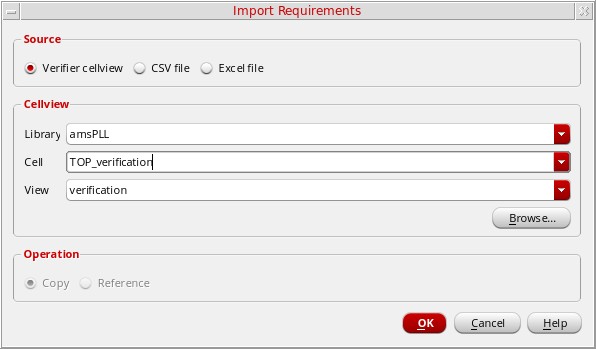 Import Requirements
Source
Verifier cellview CSV file Excel file
Cellview
Library amsPLL
Cell TOP_verification
View verification
Browse...
Operation
Copy Reference
OK Cancel Help